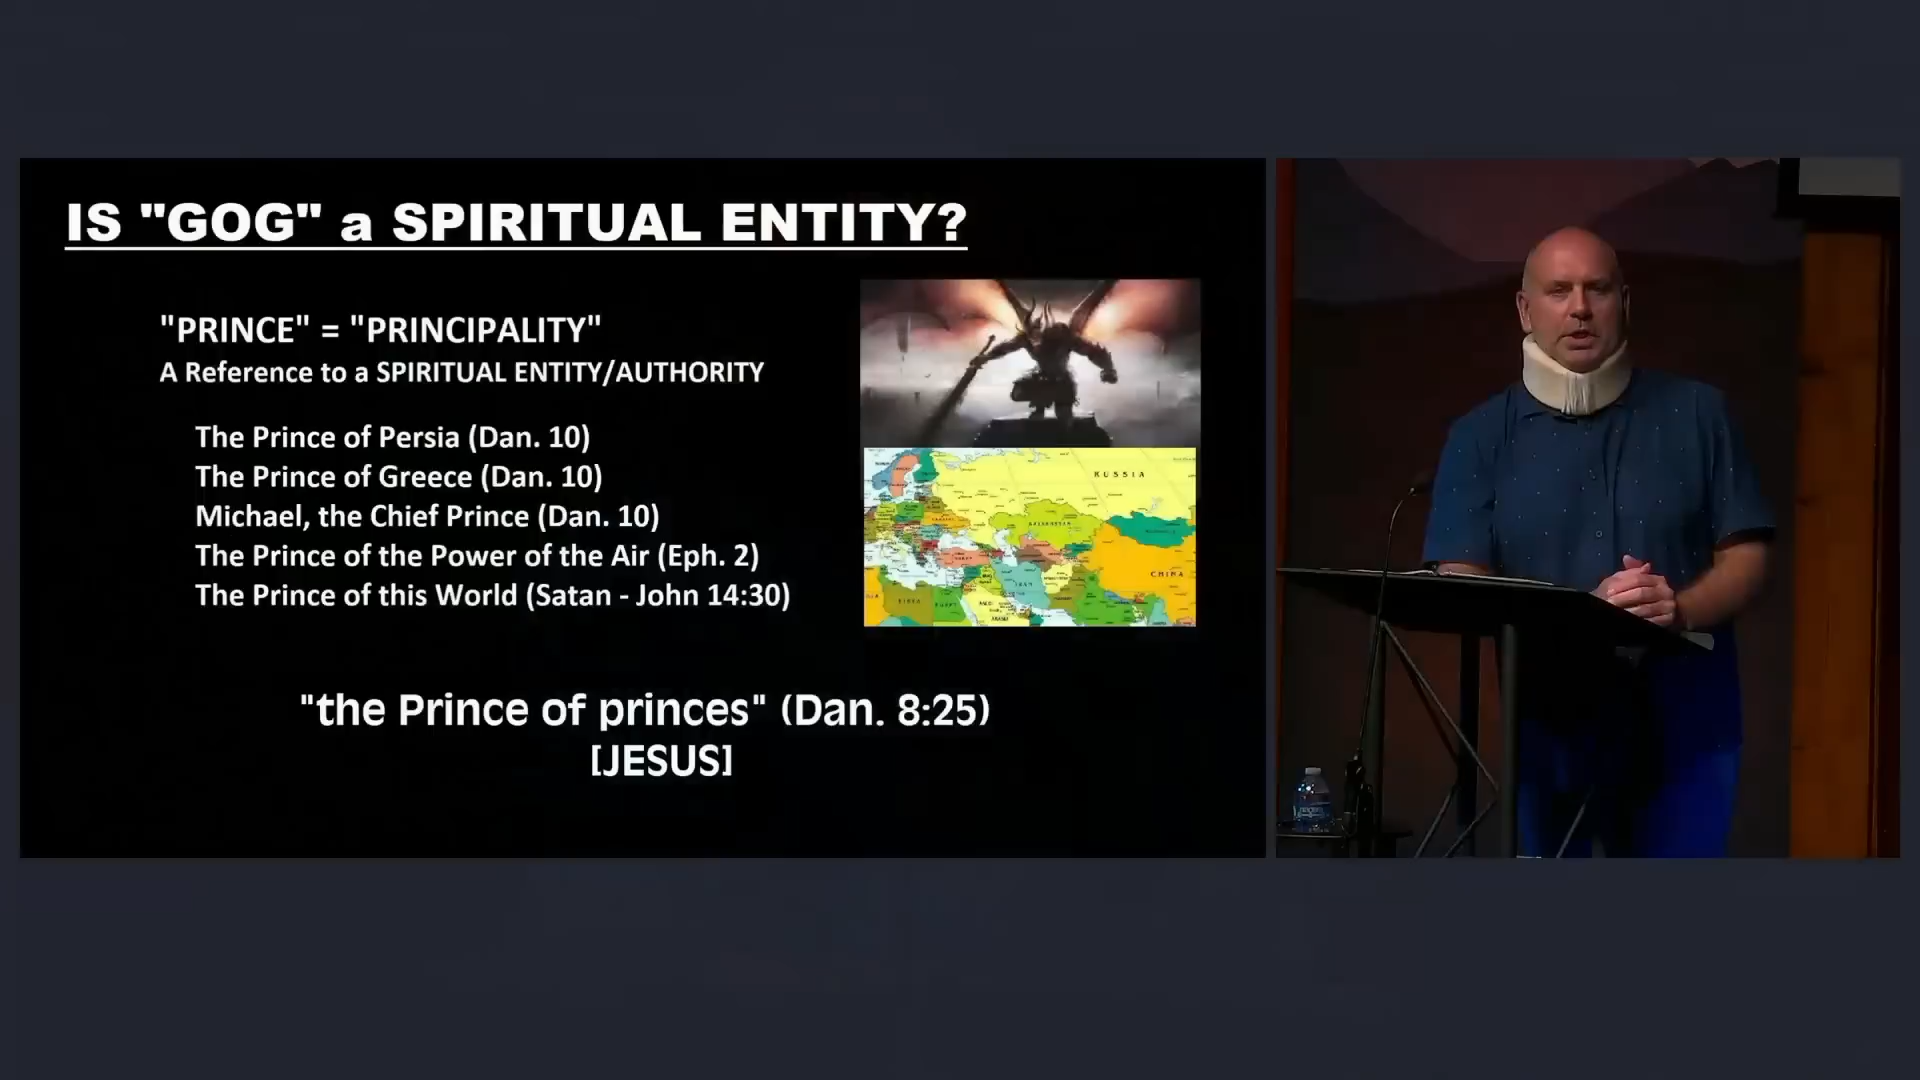 IS "GOG" a SPIRITUAL ENTITY?
"PRINCE" = "PRINCIPALITY"
A Reference to a SPIRITUAL ENTITY/AUTHORITY
The Prince of Persia (Dan. 10)
The Prince of Greece (Dan. 10)
Michael, the Chief Prince (Dan. 10)
The Prince of the Power of the Air (Eph. 2)
The Prince of this World (Satan - John 14:30)
"the Prince of princes" (Dan. 8:25)
[JESUS]
RUSSIA
KAZAKHSTAN
CHINA
IRAN